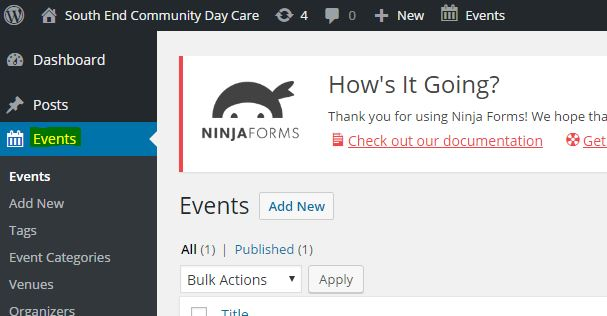 South End Community Day Care 4 0 + New Events
Dashboard
Posts
Events
Events
Add New
Tags
Event Categories
Venues
Organizers
NINJAFORMS
How's It Going?
Thank you for using Ninja Forms! We hope tha
Check out our documentation Get
Events Add New
All (1) | Published (1)
Bulk Actions Apply
Title